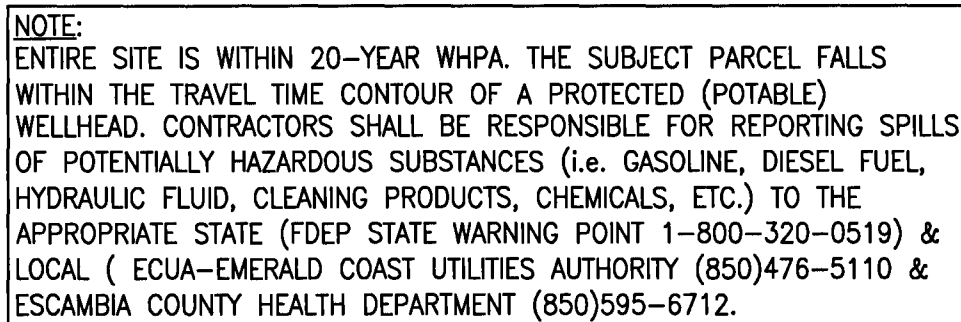 NOTE:
ENTIRE SITE IS WITHIN 20-YEAR WHPA. THE SUBJECT PARCEL FALLS
WITHIN THE TRAVEL TIME CONTOUR OF A PROTECTED (POTABLE)
WELLHEAD. CONTRACTORS SHALL BE RESPONSIBLE FOR REPORTING SPILLS
OF POTENTIALLY HAZARDOUS SUBSTANCES (i.e. GASOLINE, DIESEL FUEL,
HYDRAULIC FLUID, CLEANING PRODUCTS, CHEMICALS, ETC.) TO THE
APPROPRIATE STATE (FDEP STATE WARNING POINT 1-800-320-0519) &
LOCAL ( ECUA-EMERALD COAST UTILITIES AUTHORITY (850)476-5110 &
ESCAMBIA COUNTY HEALTH DEPARTMENT (850)595-6712.